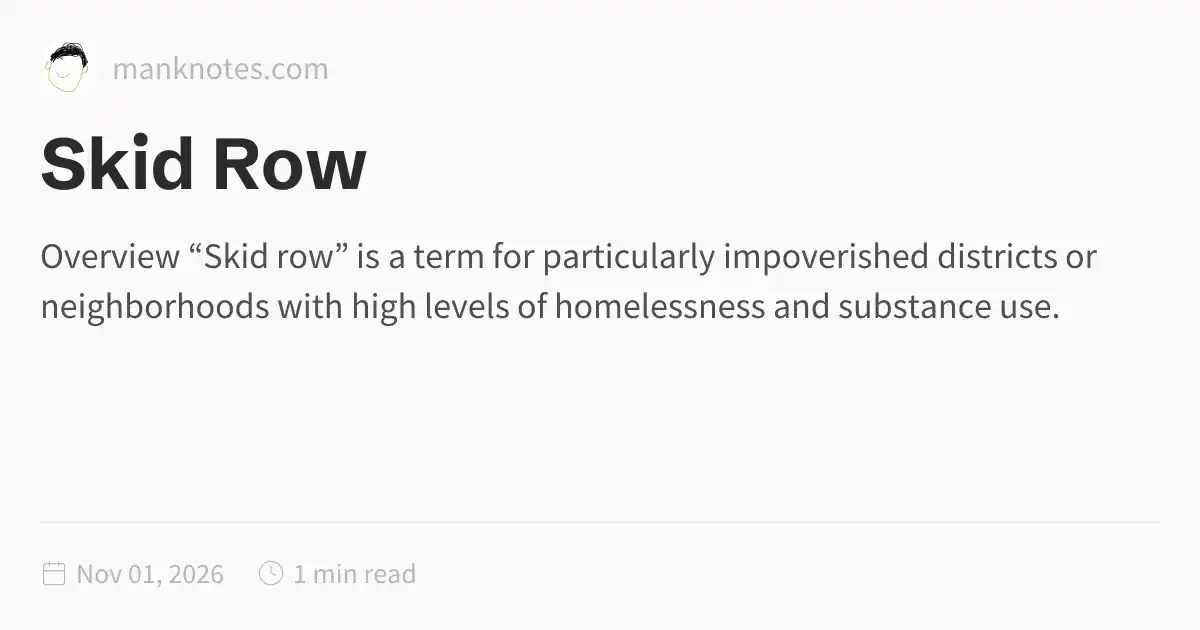 manknotes.com
Skid Row
Overview “Skid row” is a term for particularly impoverished districts or
neighborhoods with high levels of homelessness and substance use.
Nov 01, 2026 1 min read